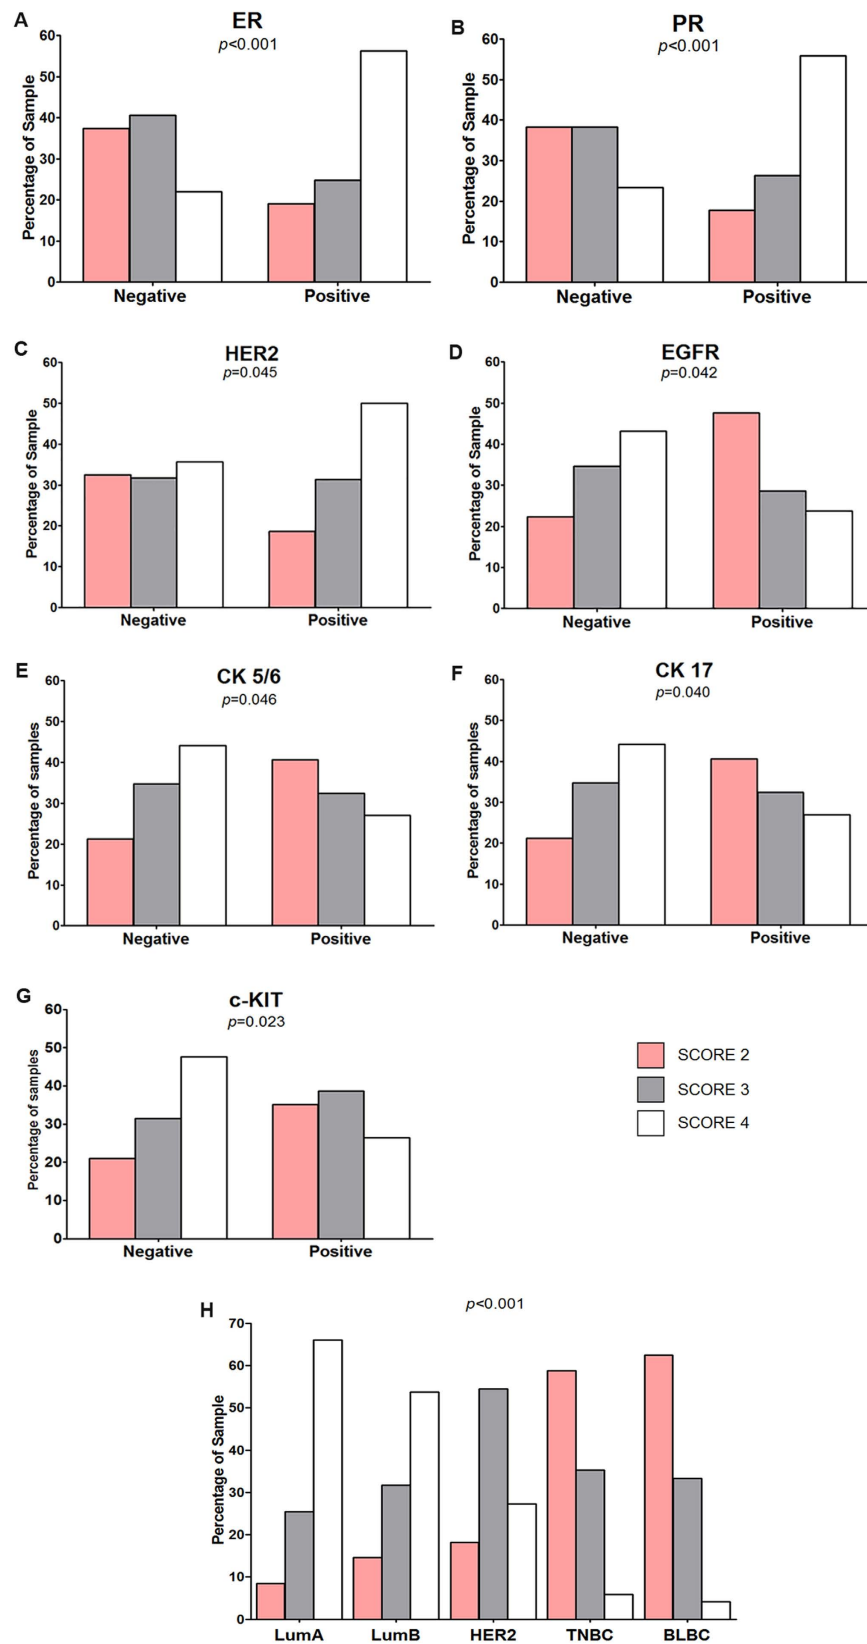 A
ER
p<0.001
Percentage of Sample
60
50
40
30
20
10
0
Negative
Positive
B
PR
p<0.001
Percentage of Sample
60
50
40
30
20
10
0
Negative
Positive
C
HER2
p=0.045
Percentage of Sample
60
50
40
30
20
10
0
Negative
Positive
D
EGFR
p=0.042
Percentage of Sample
60
50
40
30
20
10
0
Negative
Positive
E
CK 5/6
p=0.046
Percentage of samples
60
50
40
30
20
10
0
Negative
Positive
F
CK 17
p=0.040
Percentage of samples
60
50
40
30
20
10
0
Negative
Positive
G
c-KIT
p=0.023
Percentage of samples
60
50
40
30
20
10
0
Negative
Positive
SCORE 2
SCORE 3
SCORE 4
H
p<0.001
Percentage of Sample
70
60
50
40
30
20
10
0
LumA
LumB
HER2
TNBC
BLBC